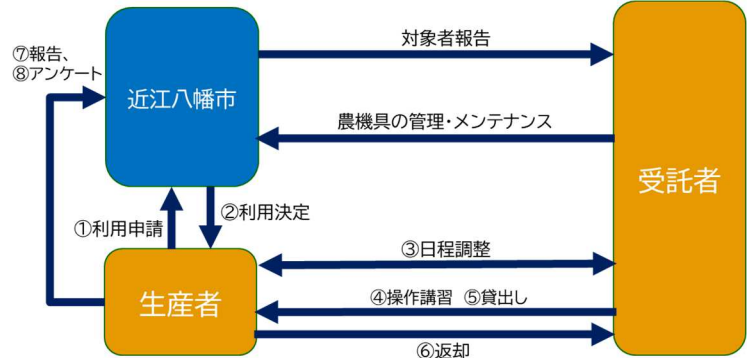 ⑦報告、
⑧アンケート
近江八幡市
対象者報告
農機具の管理・メンテナンス
受託者
①利用申請
②利用決定
③日程調整
生産者
④操作講習 ⑤貸出し
⑥返却